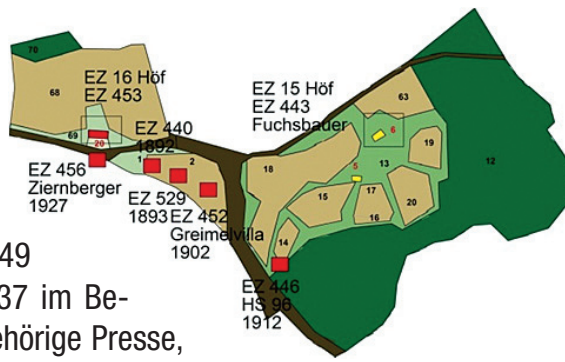 70
68
EZ 16 Höf
EZ 453
EZ 15 Höf
EZ 443
Fuchsbauer
63
69
20
EZ 440
1892
1
2
6
18
13
19
12
5
EZ 456
Ziernberger
1927
EZ 529
1893
EZ 452
Greimelvilla
1902
15
17
16
20
14
EZ 446
HS 96
1912
49
37 im Be-
ehörige Presse,